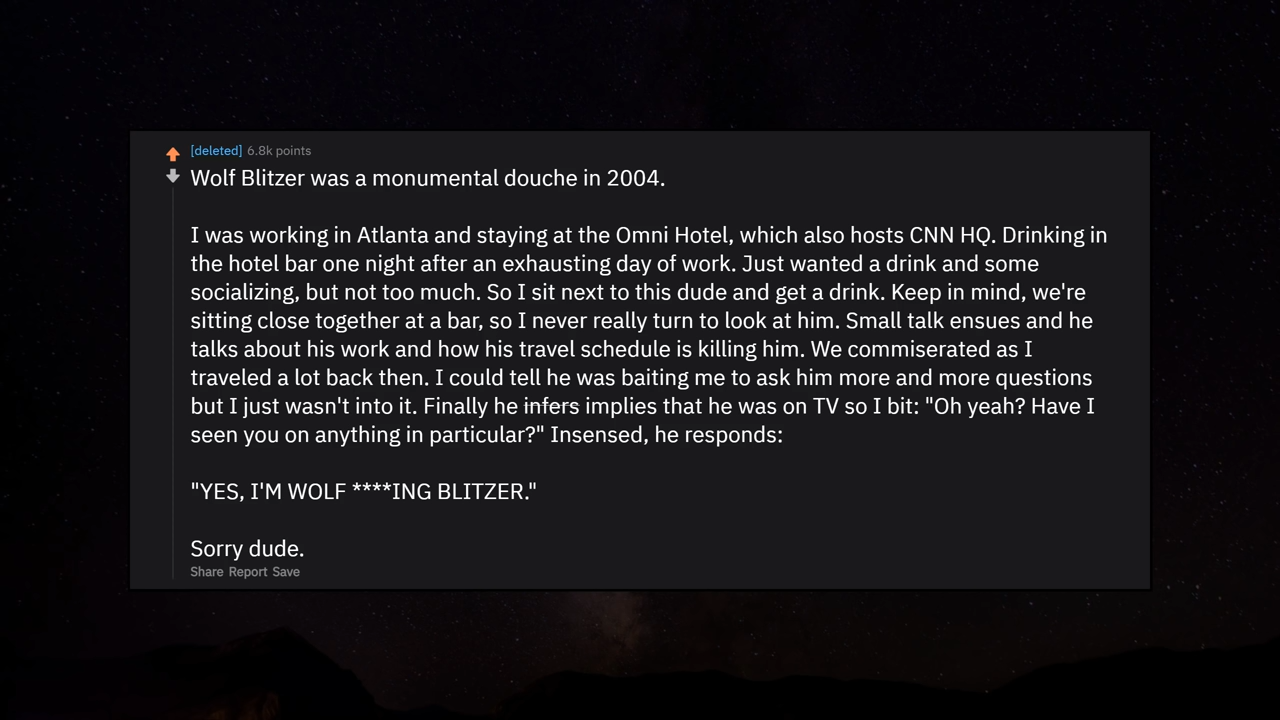 [deleted] 6.8k points
Wolf Blitzer was a monumental douche in 2004.
I was working in Atlanta and staying at the Omni Hotel, which also hosts CNN HQ. Drinking in
the hotel bar one night after an exhausting day of work. Just wanted a drink and some
socializing, but not too much. So I sit next to this dude and get a drink. Keep in mind, we're
sitting close together at a bar, so I never really turn to look at him. Small talk ensues and he
talks about his work and how his travel schedule is killing him. We commiserated as I
traveled a lot back then. I could tell he was baiting me to ask him more and more questions
but I just wasn't into it. Finally he infers implies that he was on TV so I bit: "Oh yeah? Have I
seen you on anything in particular?" Insensed, he responds:
"YES, I'M WOLF ****ING BLITZER."
Sorry dude.
Share Report Save